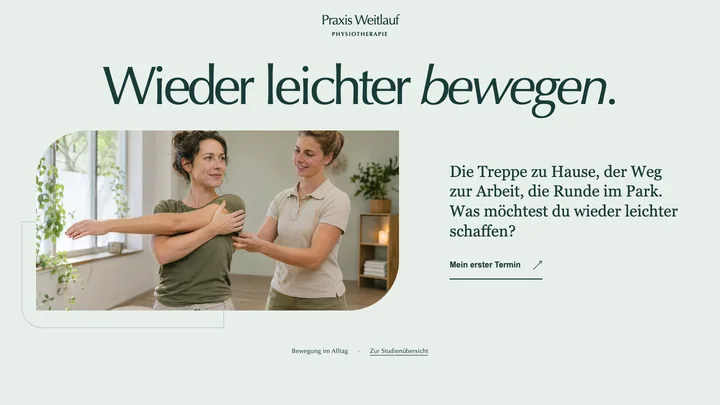 Praxis Weitlauf
PHYSIOTHERAPIE
Wieder leichter bewegen.
Die Treppe zu Hause, der Weg
zur Arbeit, die Runde im Park.
Was möchtest du wieder leichter
schaffen?
Mein erster Termin
Bewegung im Alltag - Zur Studienübersicht